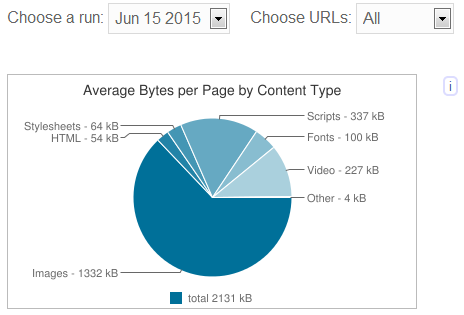 Choose a run: Jun 15 2015 Choose URLs: All
i
Average Bytes per Page by Content Type
Scripts - 337 kB
Stylesheets - 64 kB
HTML - 54 kB
Fonts - 100 kB
Video - 227 kB
Other - 4 kB
Images - 1332 kB
total 2131 kB